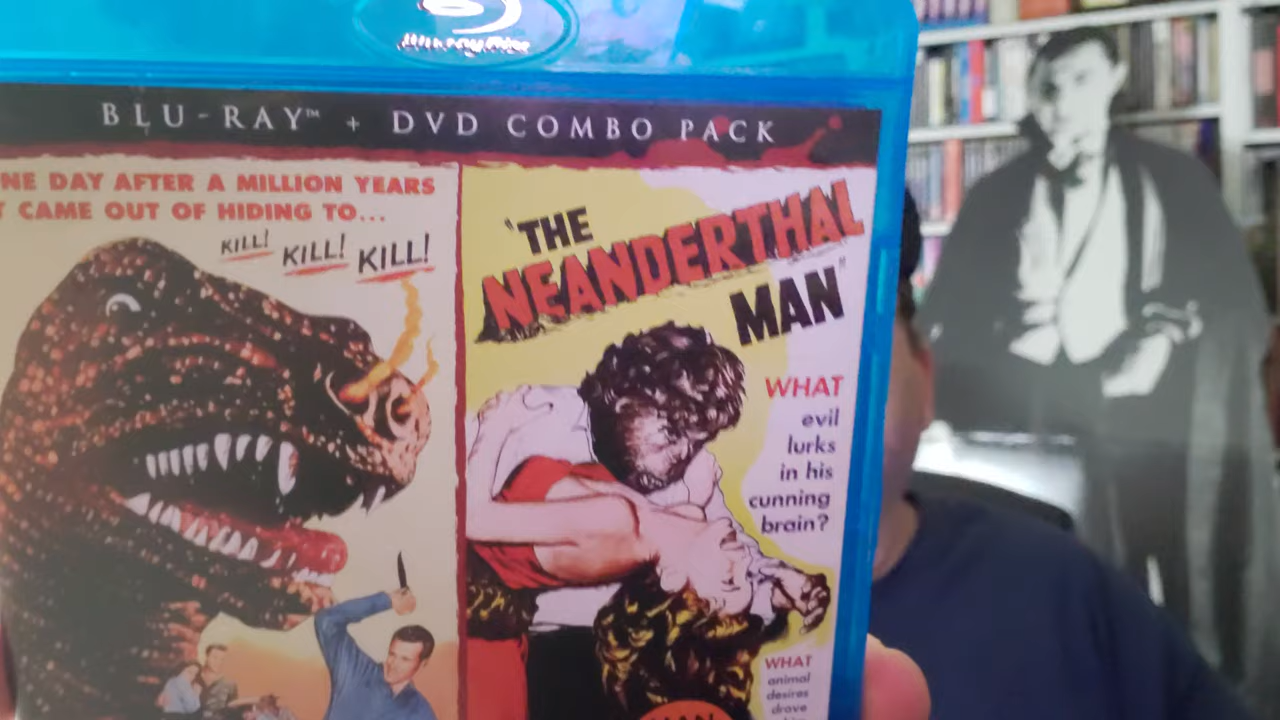 BLU-RAY™ + DVD COMBO PACK
NE DAY AFTER A MILLION YEARS
CAME OUT OF HIDING TO...
KILL! KILL! KILL!
'THE
NEANDERTHAL
MAN"
WHAT
evil
lurks
in his
cunning
brain?
WHAT
animal
desires
drove